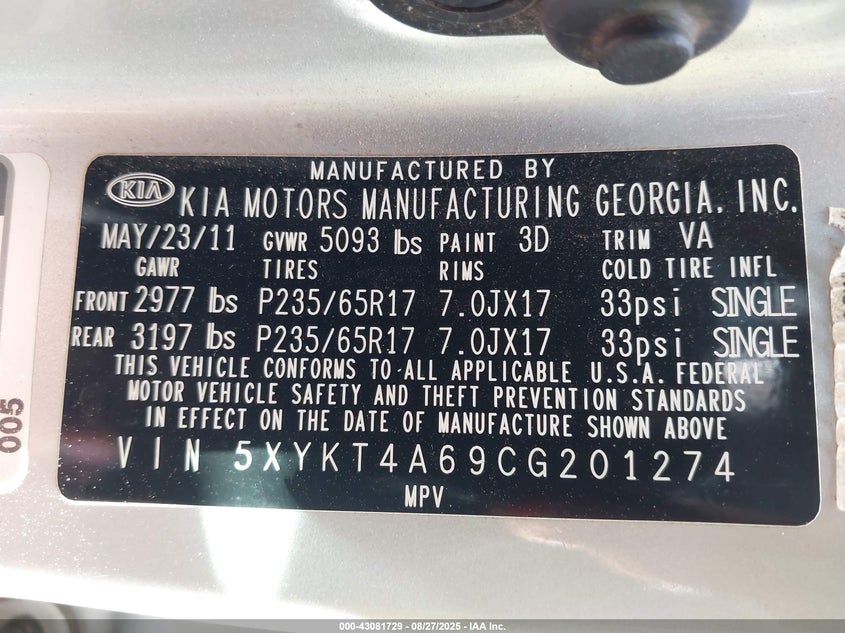 MANUFACTURED BY
KIA KIA MOTORS MANUFACTURING GEORGIA, INC.
MAY/23/11 GVWR 5093 lbs PAINT 3D TRIM VA
GAWR TIRES RIMS COLD TIRE INFL
FRONT 2977 lbs P235/65R17 7.0JX17 33psi SINGLE
REAR 3197 lbs P235/65R17 7.0JX17 33psi SINGLE
THIS VEHICLE CONFORMS TO ALL APPLICABLE U.S.A. FEDERAL
MOTOR VEHICLE SAFETY AND THEFT PREVENTION STANDARDS
IN EFFECT ON THE DATE OF MANUFACTURE SHOWN ABOVE
VIN 5XYKT4A69CG201274
MPV
005
000-43081729 - 08/27/2025 - IAA Inc.